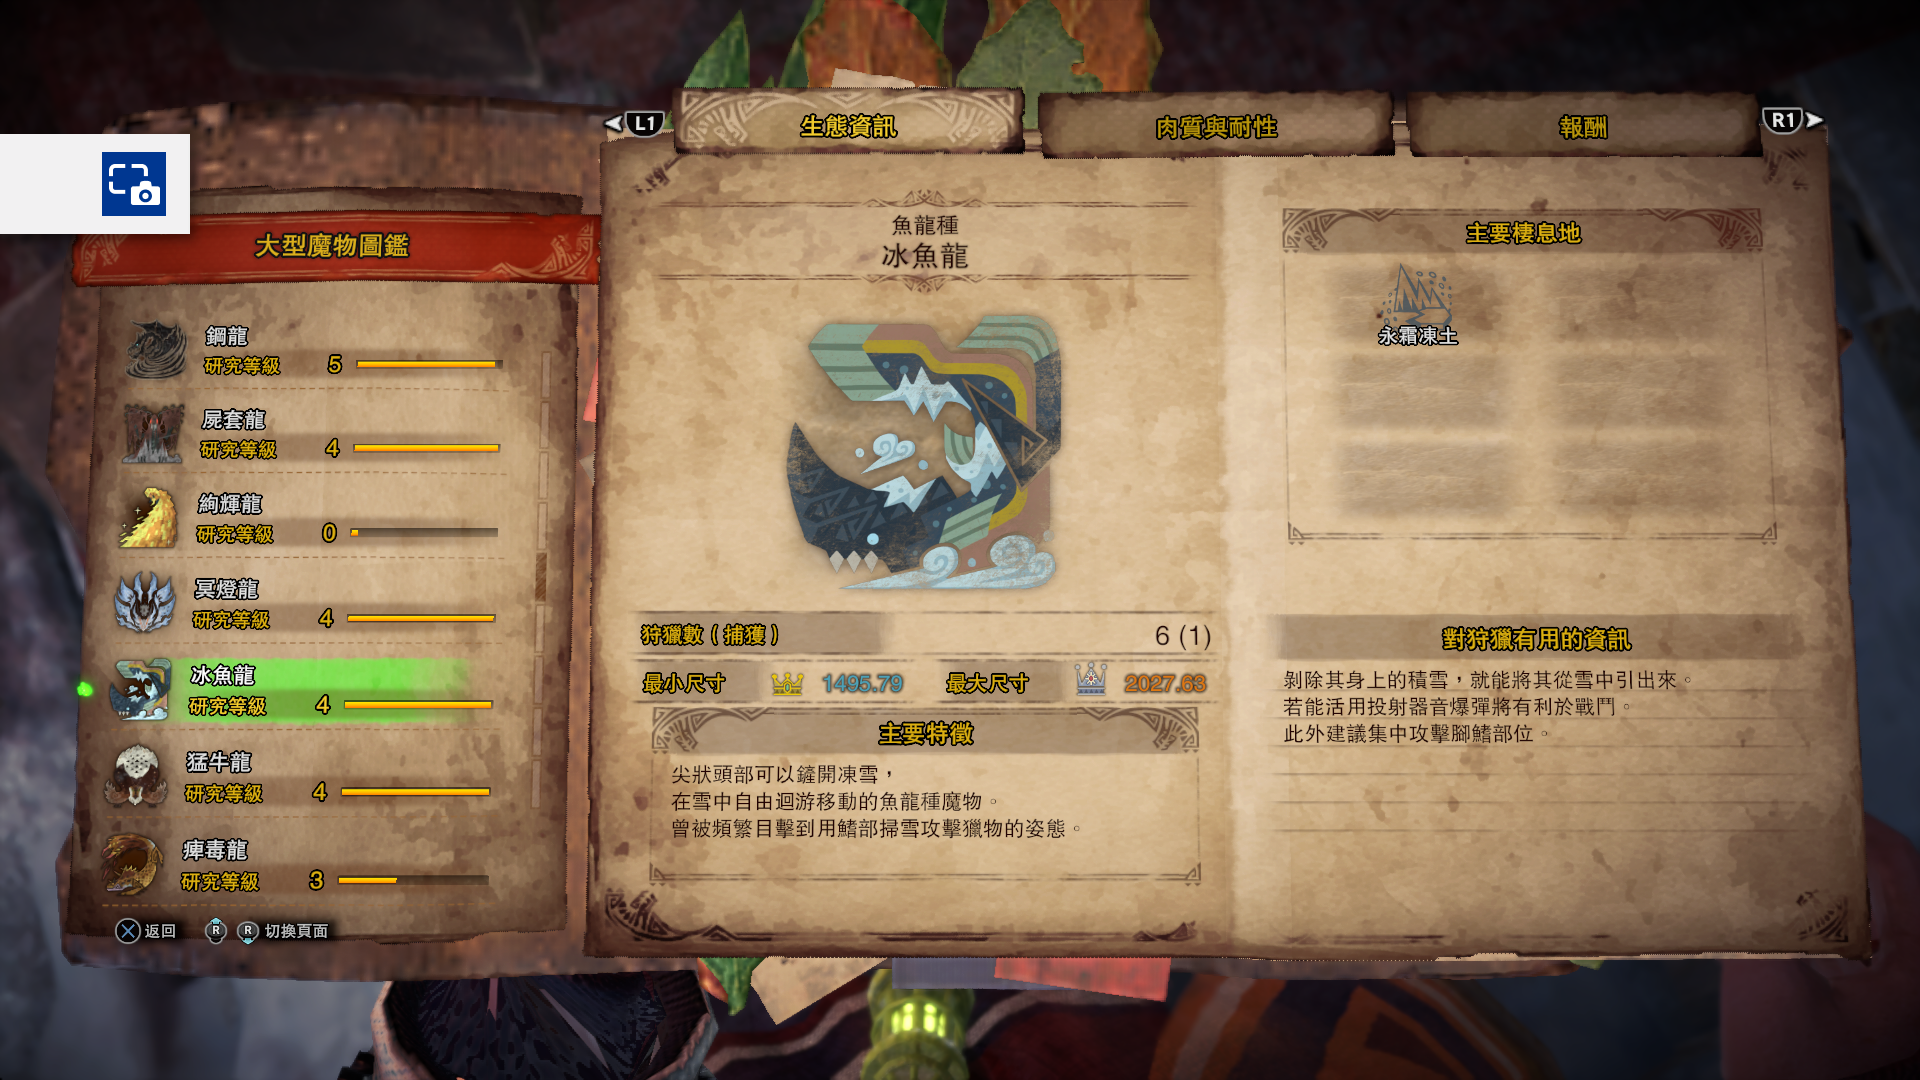 L1
生態資訊
肉質與耐性
報酬
R1
大型魔物圖鑑
鋼龍
研究等級 5
屍套龍
研究等級 4
絢輝龍
研究等級 0
冥燈龍
研究等級 4
冰魚龍
研究等級 4
猛牛龍
研究等級 4
痺毒龍
研究等級 3
返回 R R 切換頁面
魚龍種
冰魚龍
狩獵數(捕獲) 6 (1)
最小尺寸 1495.79 最大尺寸 2027.63
主要特徵
尖狀頭部可以鏟開凍雪，
在雪中自由迴游移動的魚龍種魔物。
曾被頻繁目擊到用鰭部掃雪攻擊獵物的姿態。
主要棲息地
永霜凍土
對狩獵有用的資訊
剝除其身上的積雪，就能將其從雪中引出來。
若能活用投射器音爆彈將有利於戰鬥。
此外建議集中攻擊腳鰭部位。